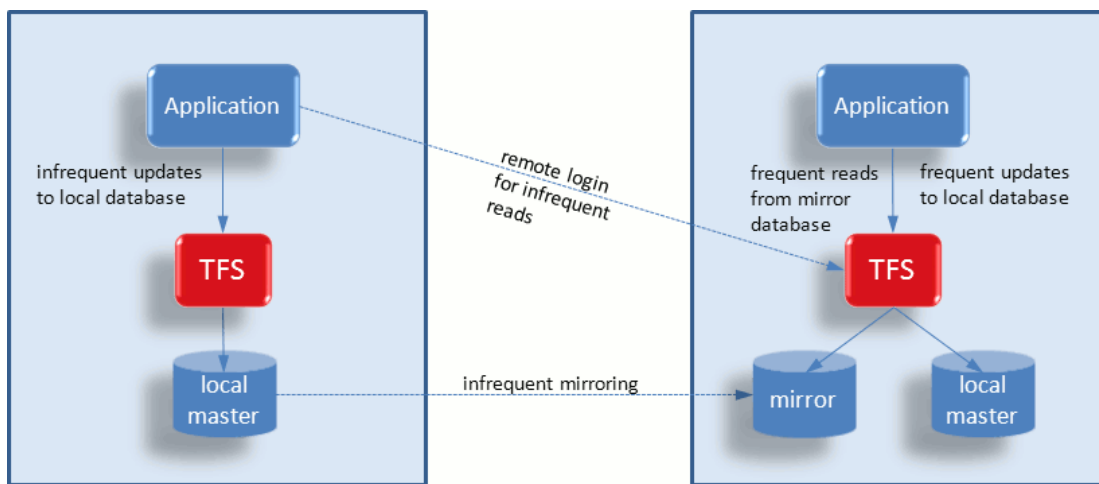 Application
infrequent updates
to local database
TFS
local
master
remote login
for infrequent
reads
infrequent mirroring
Application
frequent reads
from mirror
database
frequent updates
to local database
TFS
mirror
local
master